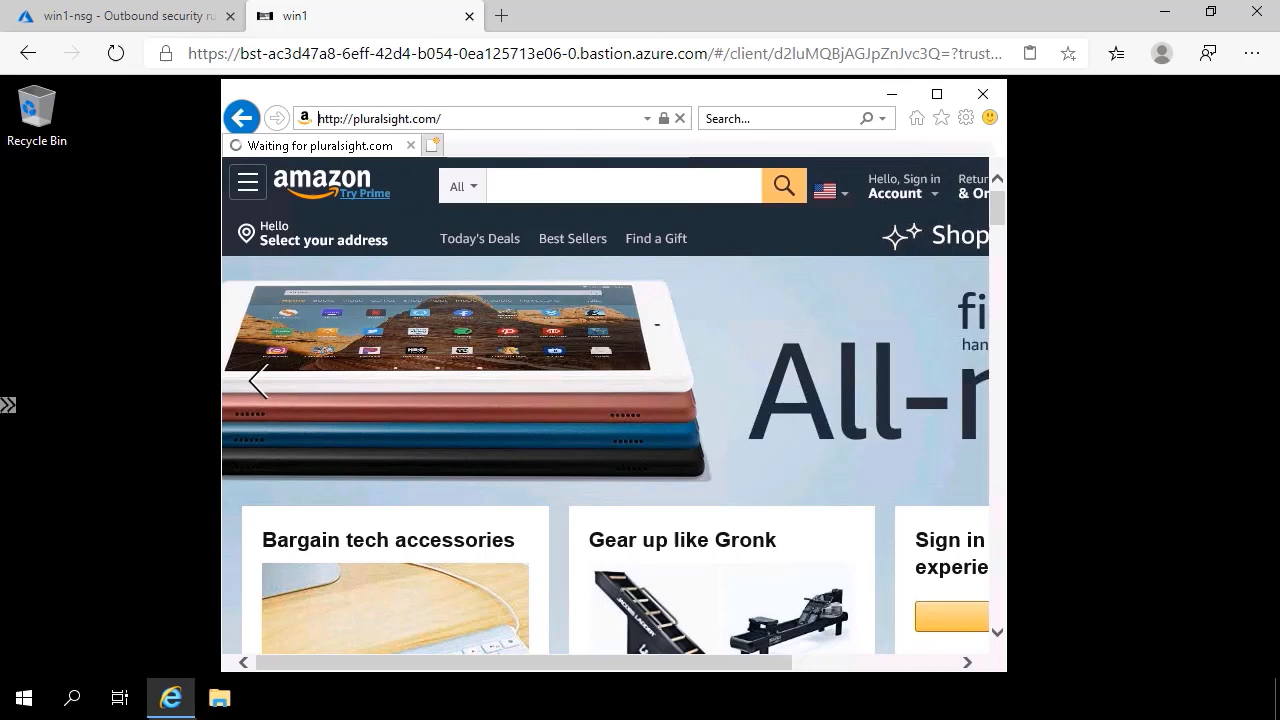 win1-nsg - Outbound security ru
win1
https://bst-ac3d47a8-6eff-42d4-b054-0ea125713e06-0.bastion.azure.com/#/client/d2luMQBjAGJpZnJvc3Q=?trust...
Recycle Bin
http://pluralsight.com/
Search...
Waiting for pluralsight.com
amazon
Try Prime
All
Hello, Sign in
Account
Retur
& Or
Hello
Select your address
Today's Deals
Best Sellers
Find a Gift
Shop
fi
han
All-n
Bargain tech accessories
Gear up like Gronk
Sign in
experie